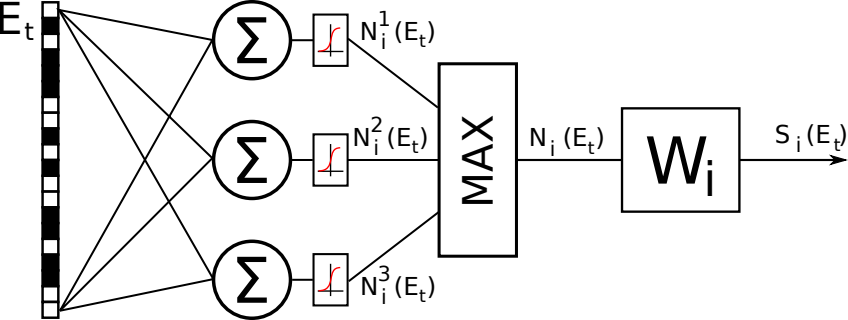 E_t
Σ
N_i^1(E_t)
Σ
N_i^2(E_t)
MAX
N_i(E_t)
W_i
S_i(E_t)
Σ
N_i^3(E_t)